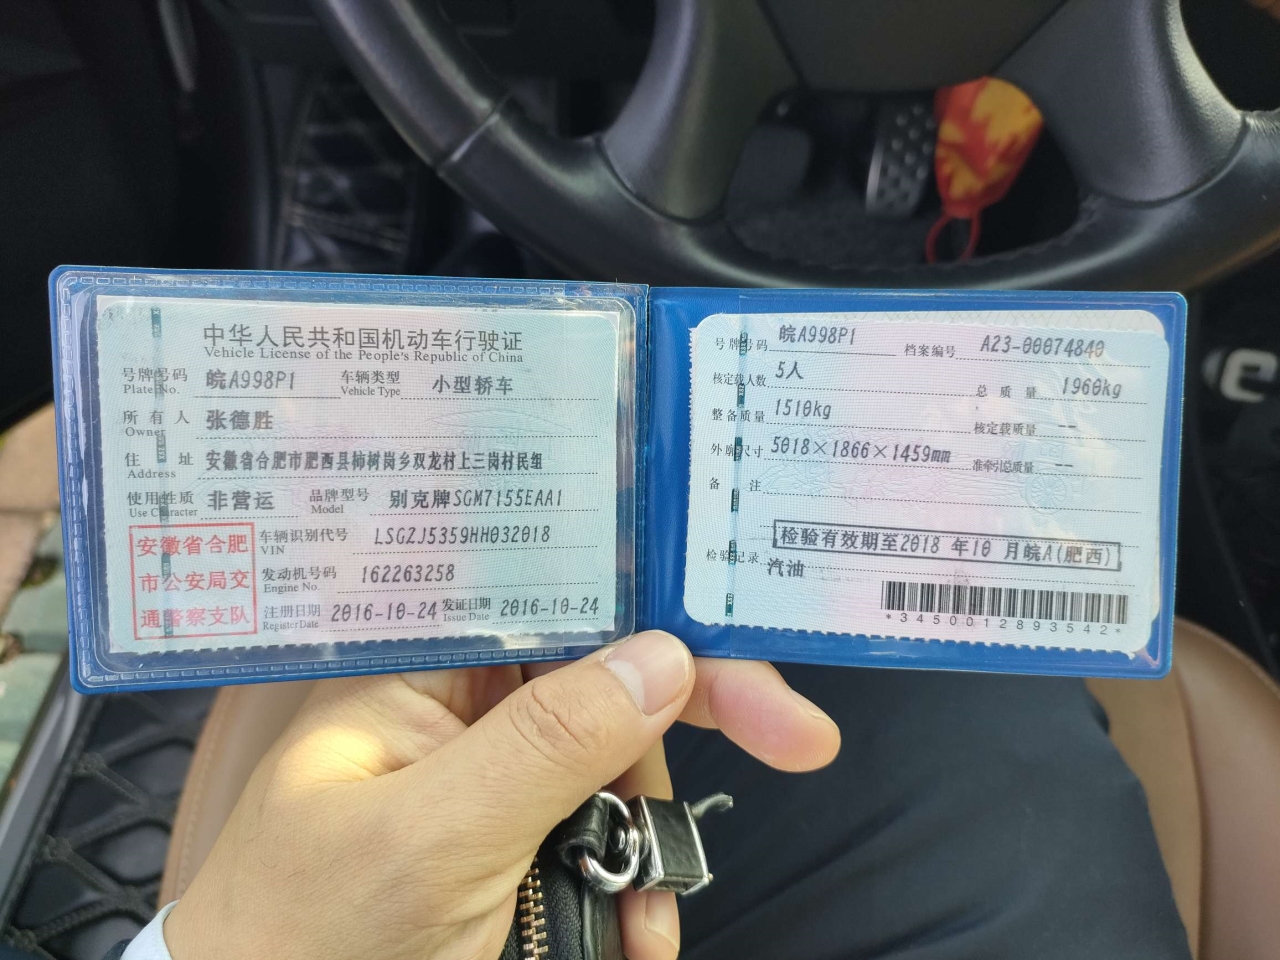 中华人民共和国机动车行驶证
Vehicle License of the People's Republic of China
号牌号码 皖A998P1 车辆类型 小型轿车
Plate No. Vehicle Type
所有人 张德胜
Owner
住址 安徽省合肥市肥西县柿树岗乡双龙村上三岗村民组
Address
使用性质 非营运 品牌型号 别克牌SGM7155EAA1
Use Character Model
安徽省合肥
市公安局交
通警察支队
车辆识别代号 LSGZJ5359HH032018
VIN
发动机号码 162263258
Engine No.
注册日期 2016-10-24 发证日期 2016-10-24
Register Date Issue Date
号牌号码 皖A998P1 档案编号 A23-00074840
核定载人数 5人 总质量 1960kg
整备质量 1510kg 核定载质量 --
外廓尺寸 5018×1866×1459mm 准牵引总质量 --
备注
检验有效期至2018年10月皖A(肥西)
检验记录 汽油
*3450012893542*